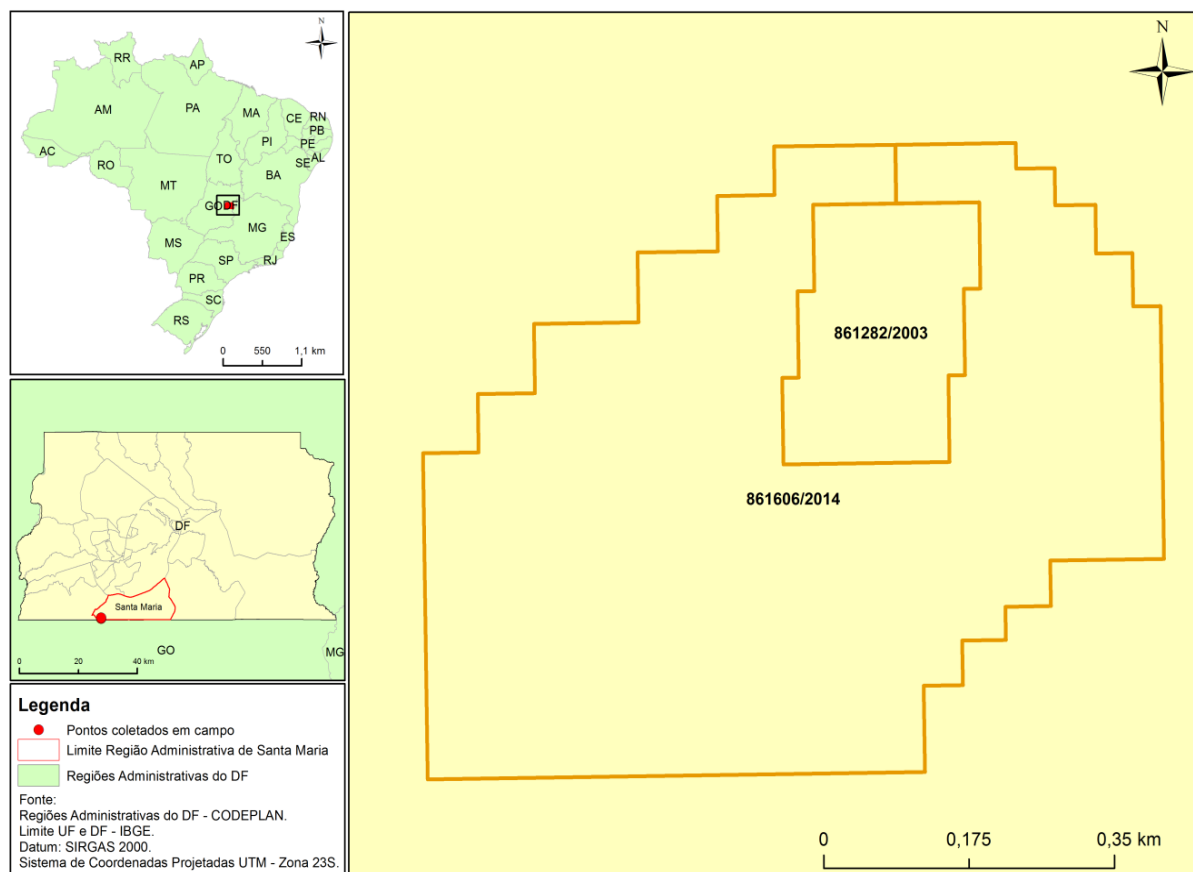 N
RR
AP
AM
PA
MA
CE
RN
PB
PI
PE
AC
AL
TO
SE
RO
BA
MT
GO DF
MG
ES
MS
SP
RJ
PR
SC
RS
0 550 1,1 km
DF
Santa Maria
0 20 40 km
GO
MG
Legenda
Pontos coletados em campo
Limite Região Administrativa de Santa Maria
Regiões Administrativas do DF
Fonte:
Regiões Administrativas do DF - CODEPLAN.
Limite UF e DF - IBGE.
Datum: SIRGAS 2000.
Sistema de Coordenadas Projetadas UTM - Zona 23S.
N
861282/2003
861606/2014
0 0,175 0,35 km